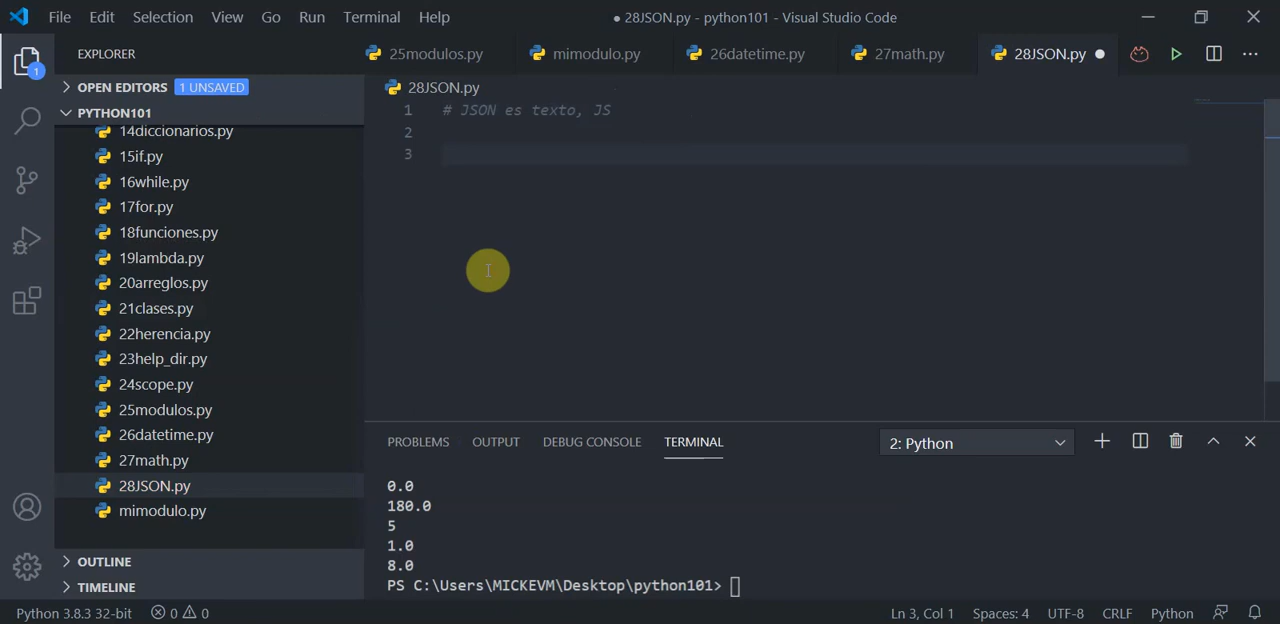 File Edit Selection View Go Run Terminal Help
● 28JSON.py - python101 - Visual Studio Code
EXPLORER
25modulos.py mimodulo.py 26datetime.py 27math.py 28JSON.py
1
OPEN EDITORS 1 UNSAVED
PYTHON101
14diccionarios.py
15if.py
16while.py
17for.py
18funciones.py
19lambda.py
20arreglos.py
21clases.py
22herencia.py
23help_dir.py
24scope.py
25modulos.py
26datetime.py
27math.py
28JSON.py
mimodulo.py
OUTLINE
TIMELINE
28JSON.py
1 # JSON es texto, JS
2
3
PROBLEMS OUTPUT DEBUG CONSOLE TERMINAL 2: Python
0.0
180.0
5
1.0
8.0
PS C:\Users\MICKEVM\Desktop\python101>
Python 3.8.3 32-bit 0 0 Ln 3, Col 1 Spaces: 4 UTF-8 CRLF Python